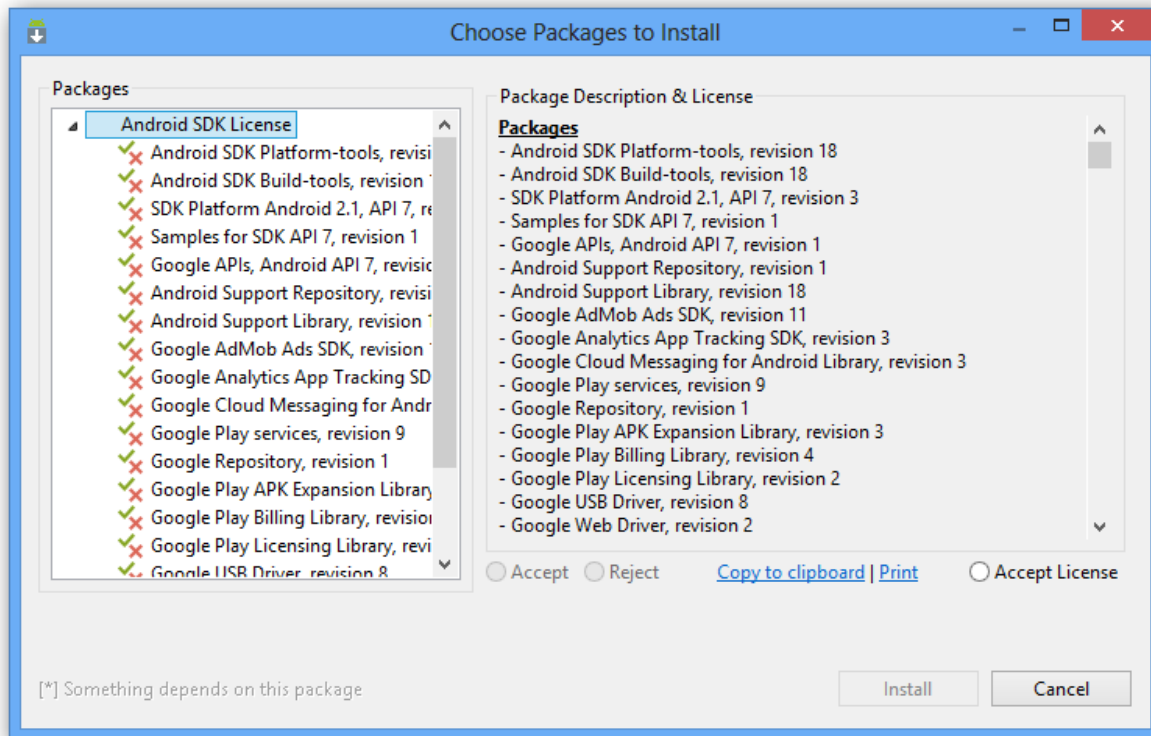 Choose Packages to Install
Packages
Android SDK License
Android SDK Platform-tools, revisi
Android SDK Build-tools, revision
SDK Platform Android 2.1, API 7, re
Samples for SDK API 7, revision 1
Google APIs, Android API 7, revisic
Android Support Repository, revisi
Android Support Library, revision
Google AdMob Ads SDK, revision
Google Analytics App Tracking SD
Google Cloud Messaging for Andr
Google Play services, revision 9
Google Repository, revision 1
Google Play APK Expansion Library
Google Play Billing Library, revision
Google Play Licensing Library, revi
Google USB Driver, revision 8
Package Description & License
Packages
- Android SDK Platform-tools, revision 18
- Android SDK Build-tools, revision 18
- SDK Platform Android 2.1, API 7, revision 3
- Samples for SDK API 7, revision 1
- Google APIs, Android API 7, revision 1
- Android Support Repository, revision 1
- Android Support Library, revision 18
- Google AdMob Ads SDK, revision 11
- Google Analytics App Tracking SDK, revision 3
- Google Cloud Messaging for Android Library, revision 3
- Google Play services, revision 9
- Google Repository, revision 1
- Google Play APK Expansion Library, revision 3
- Google Play Billing Library, revision 4
- Google Play Licensing Library, revision 2
- Google USB Driver, revision 8
- Google Web Driver, revision 2
Accept Reject Copy to clipboard | Print Accept License
[*] Something depends on this package
Install Cancel